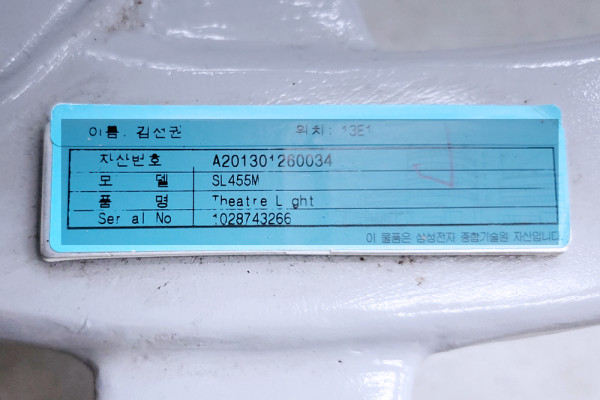 이름: 김선권 위치: 13E1
자산번호 A201301260034
모 델 SL455M
품 명 Theatre Light
Serial No 1028743266
이 물품은 삼성전자 종합기술원 자산입니다